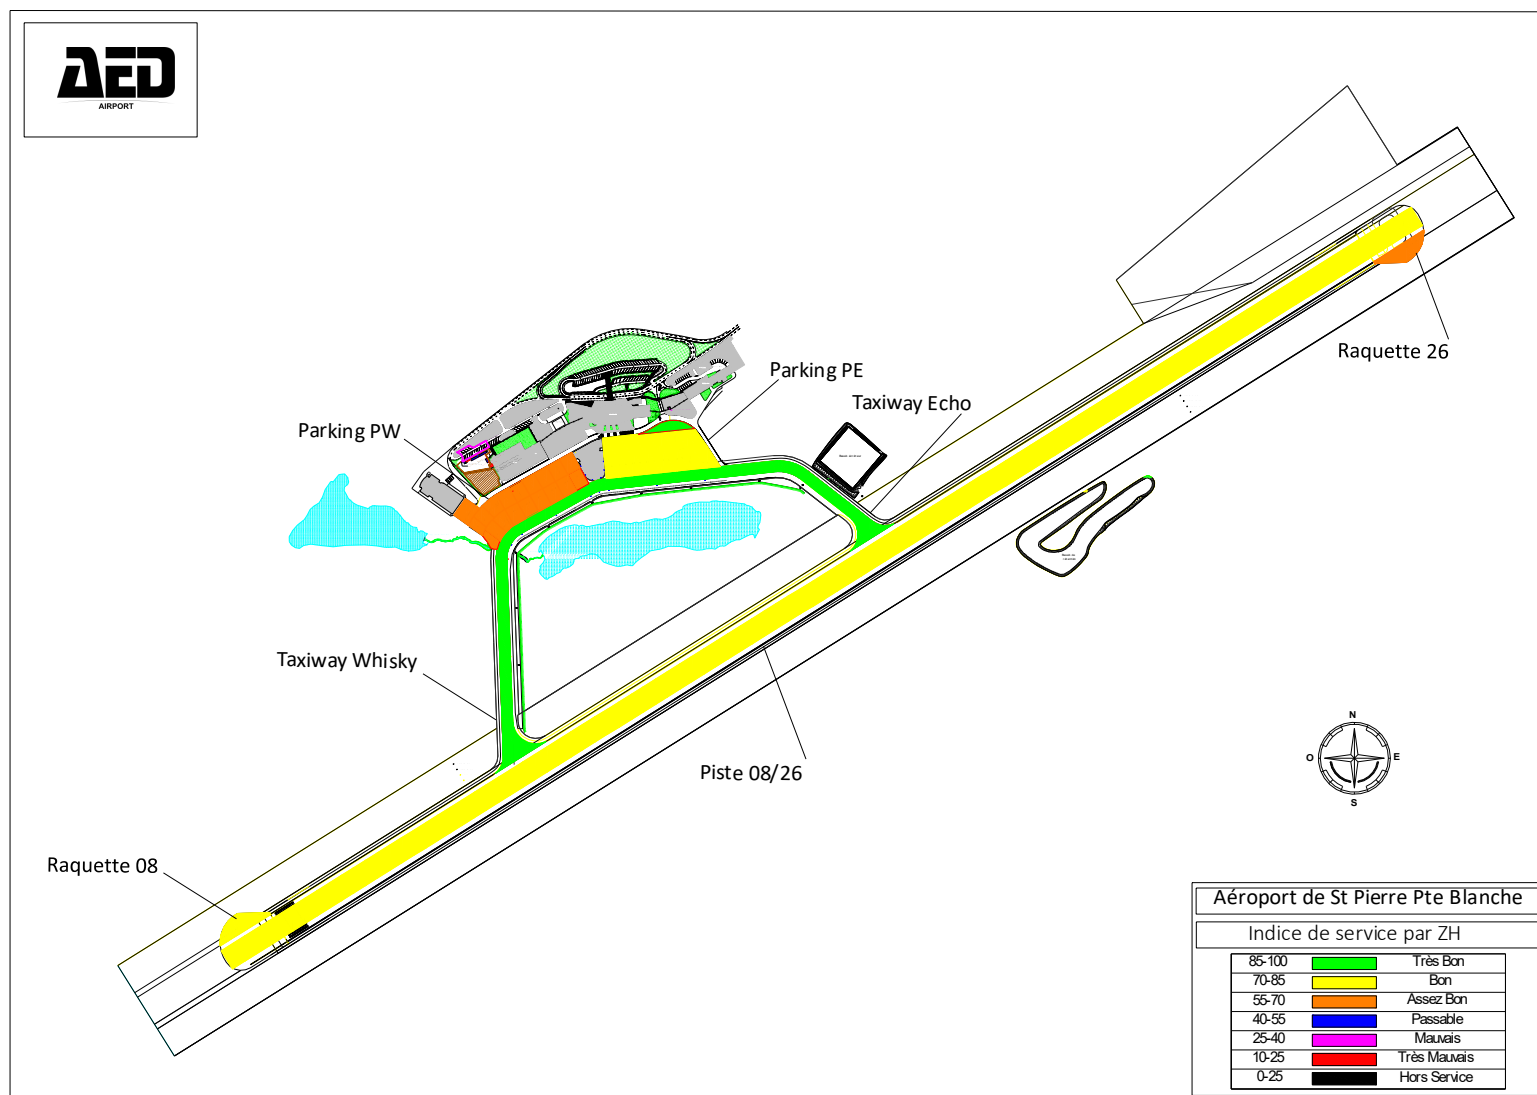 AED
AIRPORT
Raquette 26
Parking PE
Taxiway Echo
Parking PW
Taxiway Whisky
Piste 08/26
N
O
E
S
Raquette 08
Aéroport de St Pierre Pte Blanche
Indice de service par ZH
85-100 Très Bon
70-85 Bon
55-70 Assez Bon
40-55 Passable
25-40 Mauvais
10-25 Très Mauvais
0-25 Hors Service